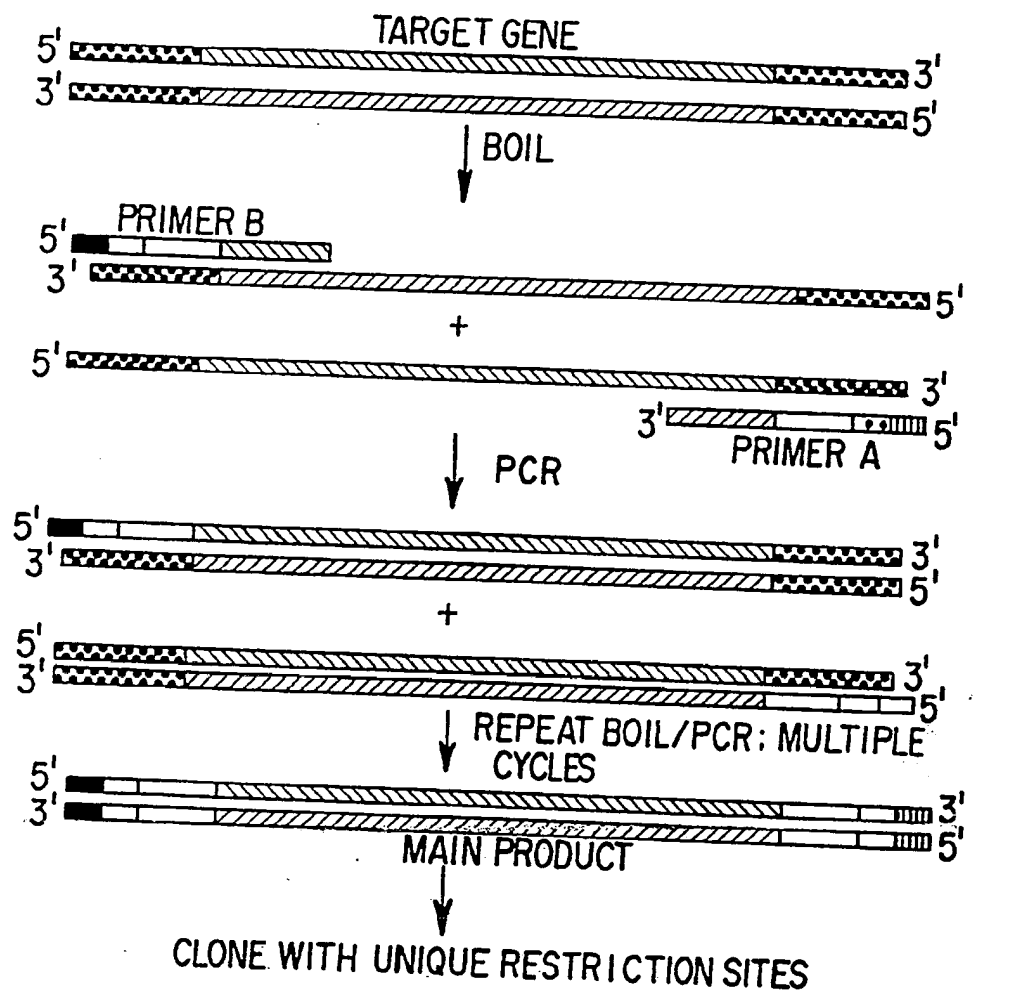 TARGET GENE
5' 3'
3' 5'
BOIL
PRIMER B
5'
3' 5'
+
5' 3'
3' 5'
PRIMER A
PCR
5' 3'
3' 5'
+
5' 3'
3' 5'
REPEAT BOIL/PCR: MULTIPLE
CYCLES
5' 3'
3' 5'
MAIN PRODUCT
CLONE WITH UNIQUE RESTRICTION SITES